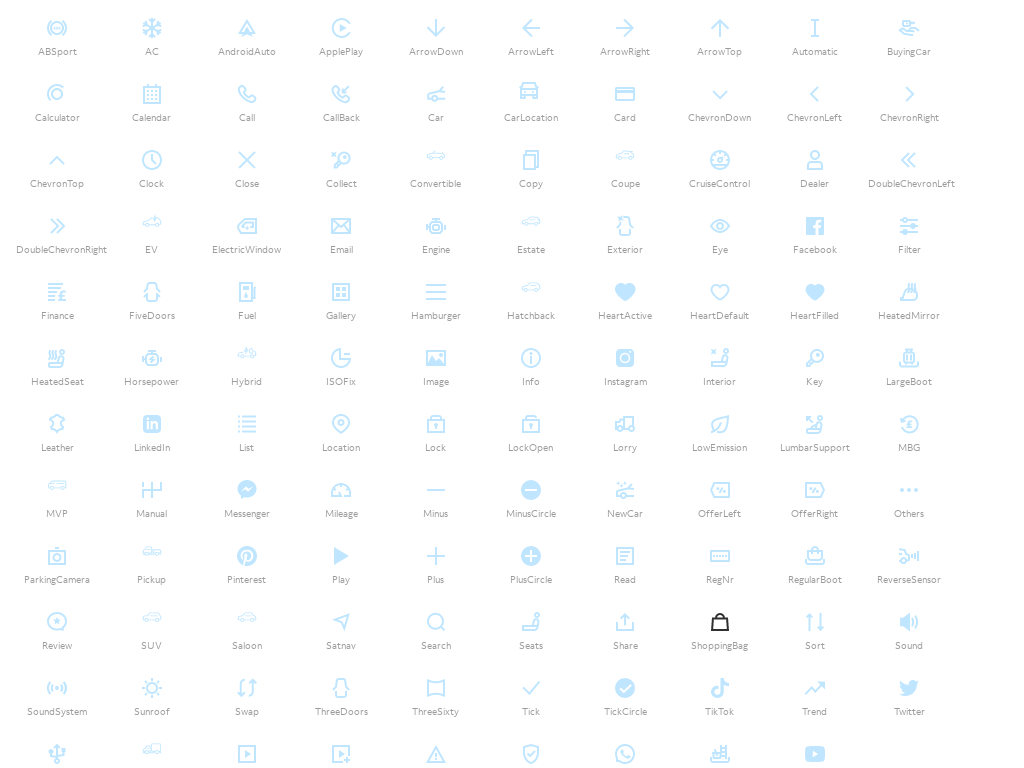 ABSport AC AndroidAuto ApplePlay ArrowDown ArrowLeft ArrowRight ArrowTop Automatic BuyingCar
Calculator Calendar Call CallBack Car CarLocation Card ChevronDown ChevronLeft ChevronRight
ChevronTop Clock Close Collect Convertible Copy Coupe CruiseControl Dealer DoubleChevronLeft
DoubleChevronRight EV ElectricWindow Email Engine Estate Exterior Eye Facebook Filter
Finance FiveDoors Fuel Gallery Hamburger Hatchback HeartActive HeartDefault HeartFilled HeatedMirror
HeatedSeat Horsepower Hybrid ISOFix Image Info Instagram Interior Key LargeBoot
Leather LinkedIn List Location Lock LockOpen Lorry LowEmission LumbarSupport MBG
MVP Manual Messenger Mileage Minus MinusCircle NewCar OfferLeft OfferRight Others
ParkingCamera Pickup Pinterest Play Plus PlusCircle Read RegNr RegularBoot ReverseSensor
Review SUV Saloon Satnav Search Seats Share ShoppingBag Sort Sound
SoundSystem Sunroof Swap ThreeDoors ThreeSixty Tick TickCircle TikTok Trend Twitter